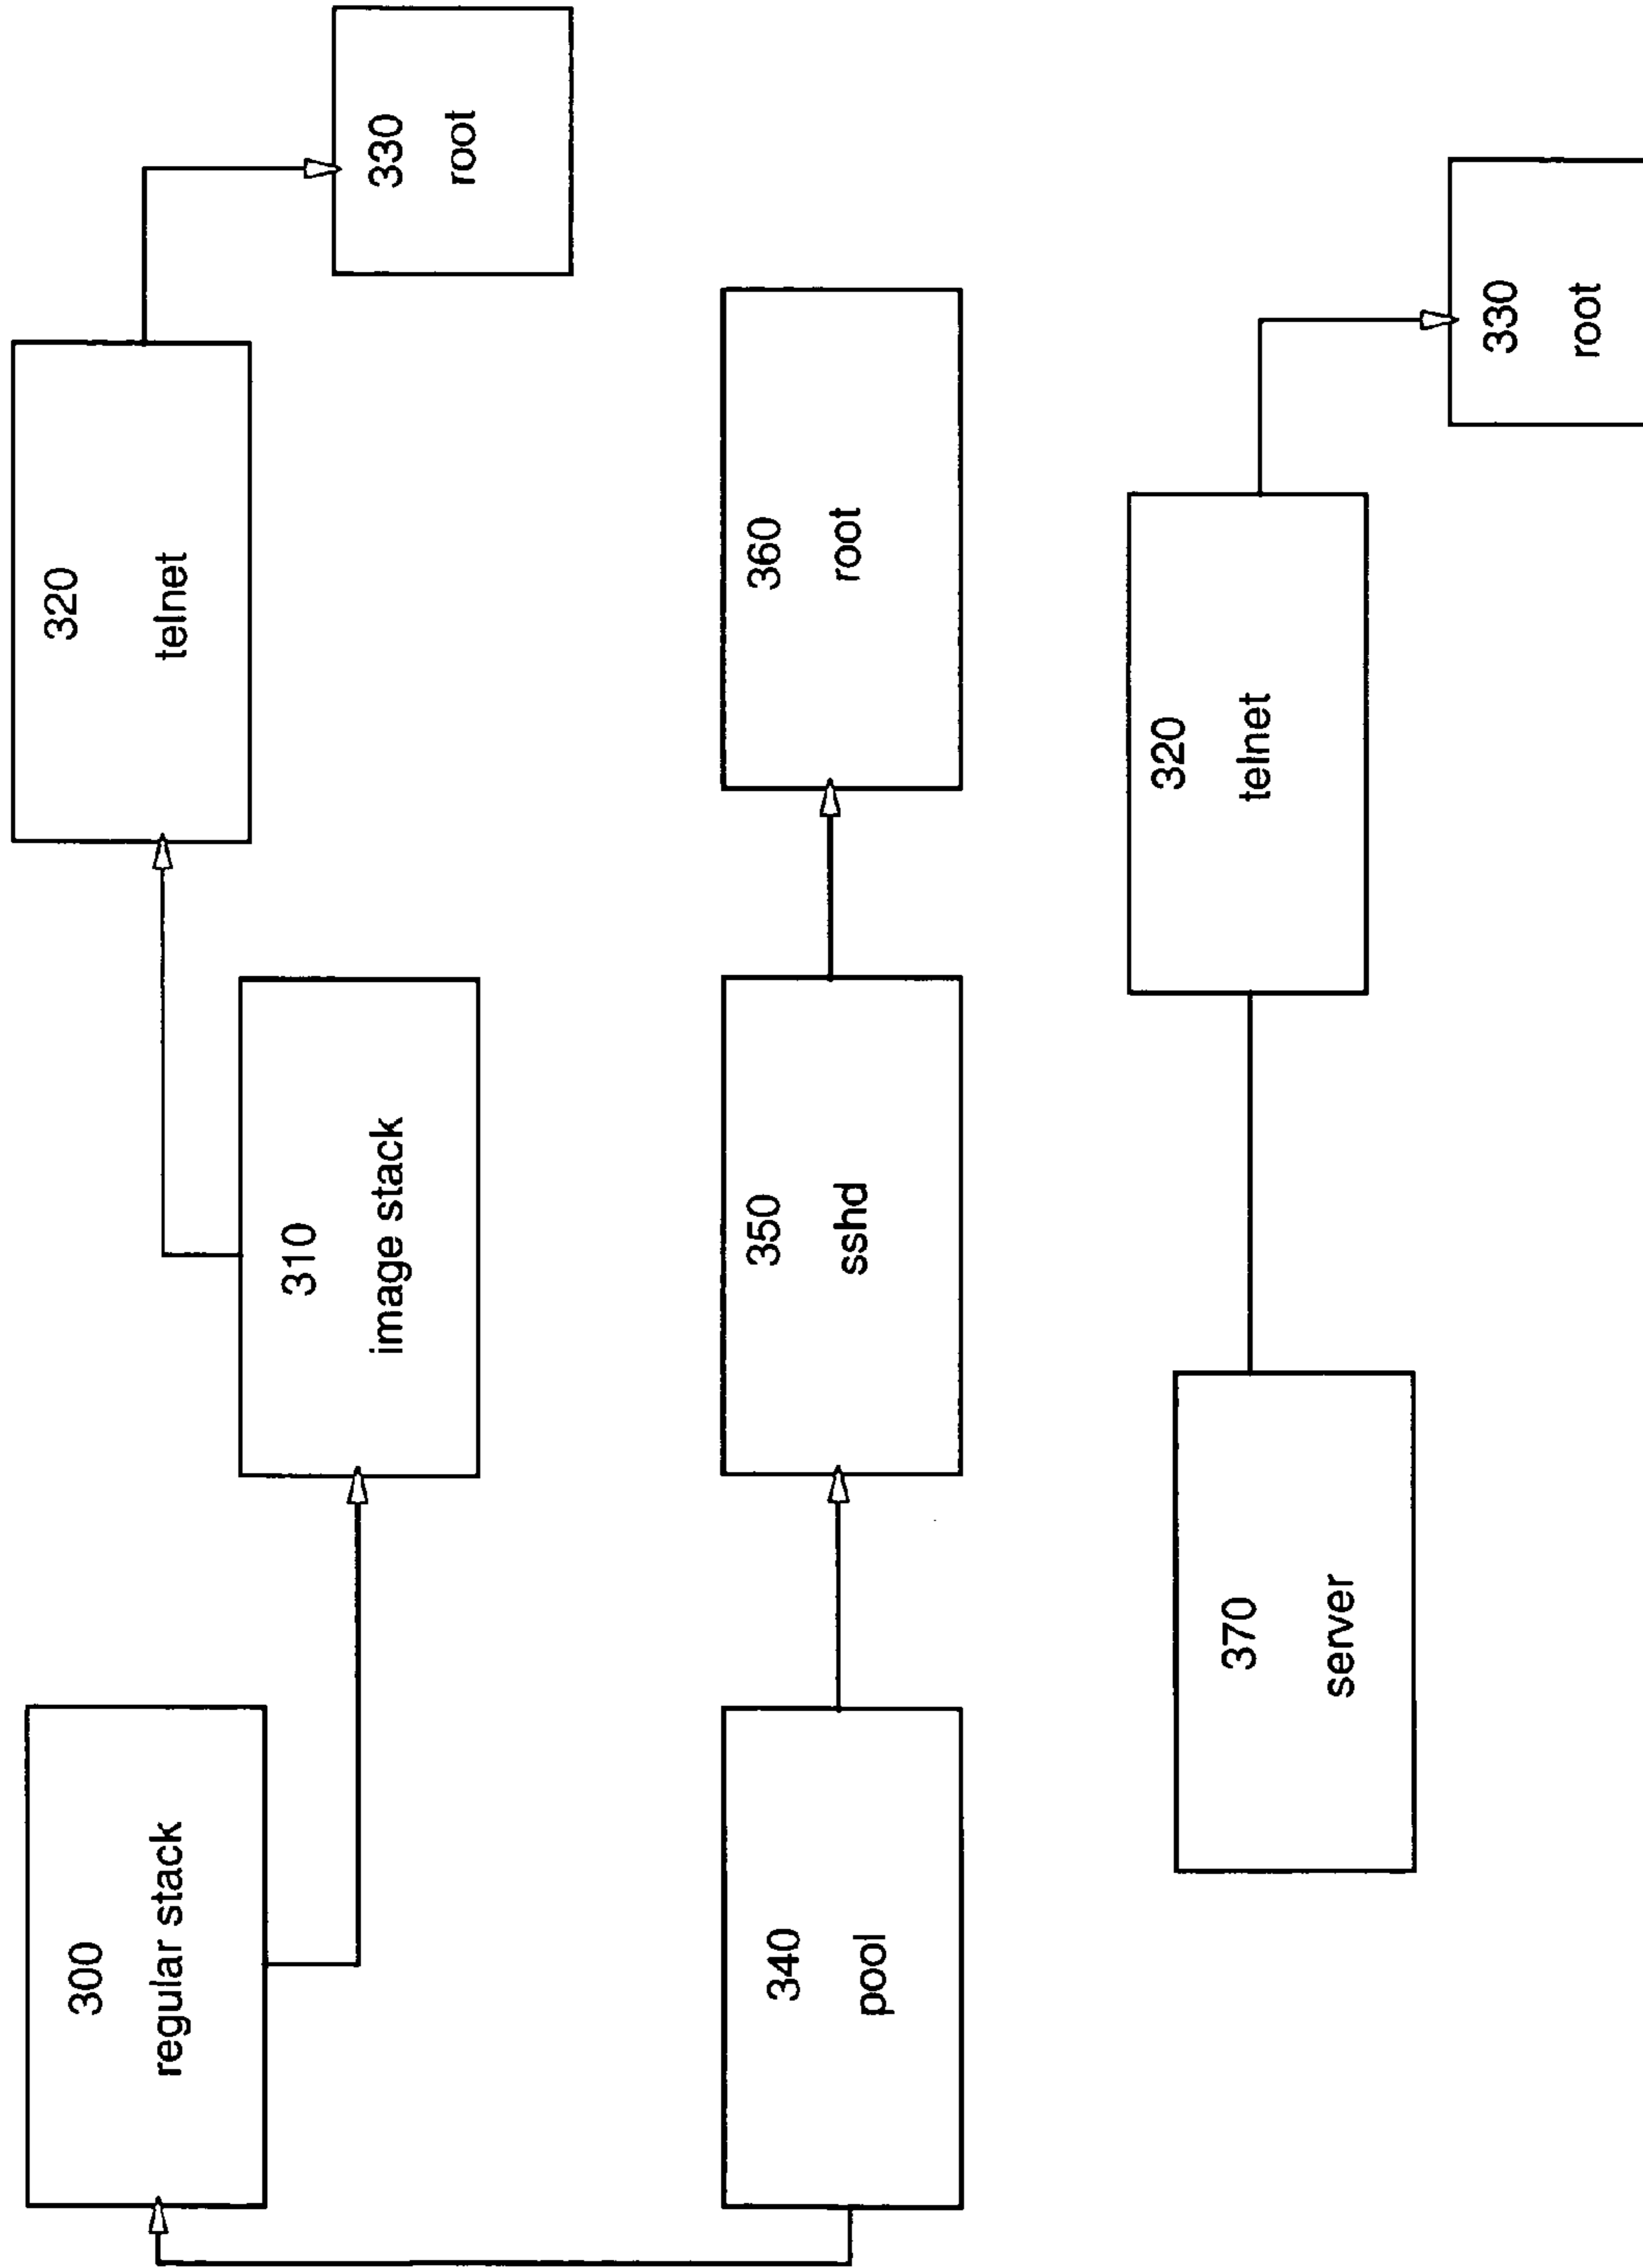 300
regular stack
310
image stack
320
telnet
330
root
340
pool
350
sshd
360
root
370
server
320
telnet
330
root